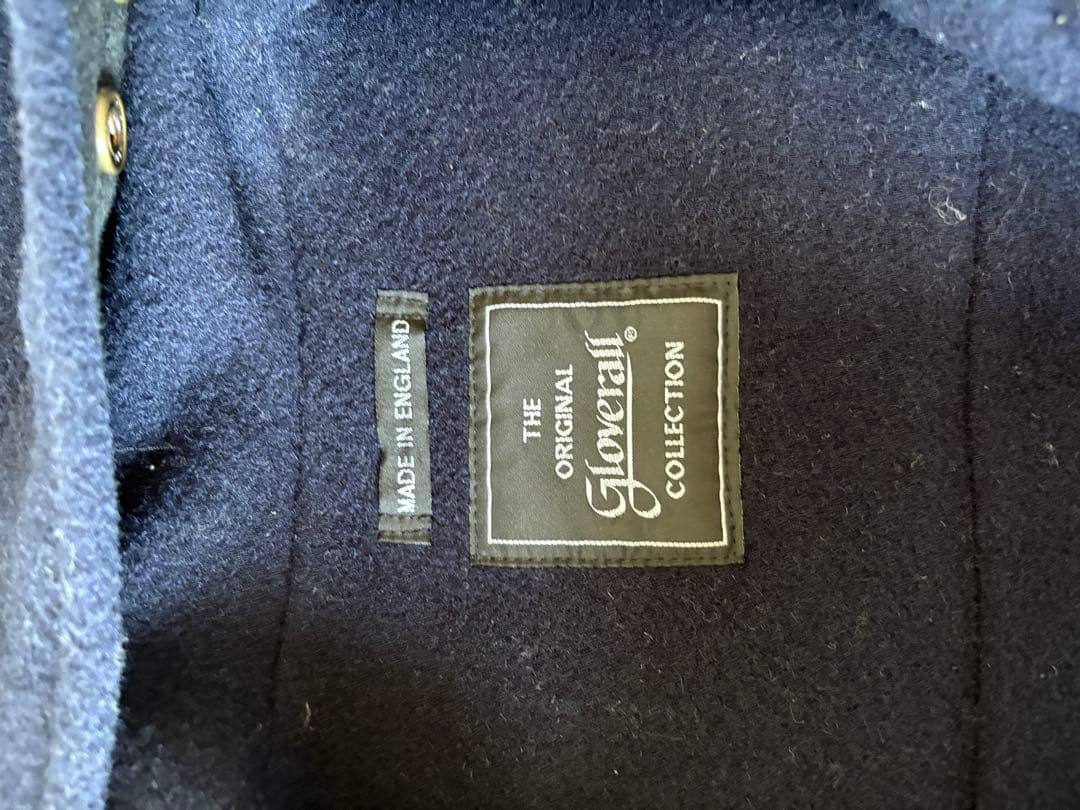 MADE IN ENGLAND
THE
ORIGINAL
Gloverall®
COLLECTION